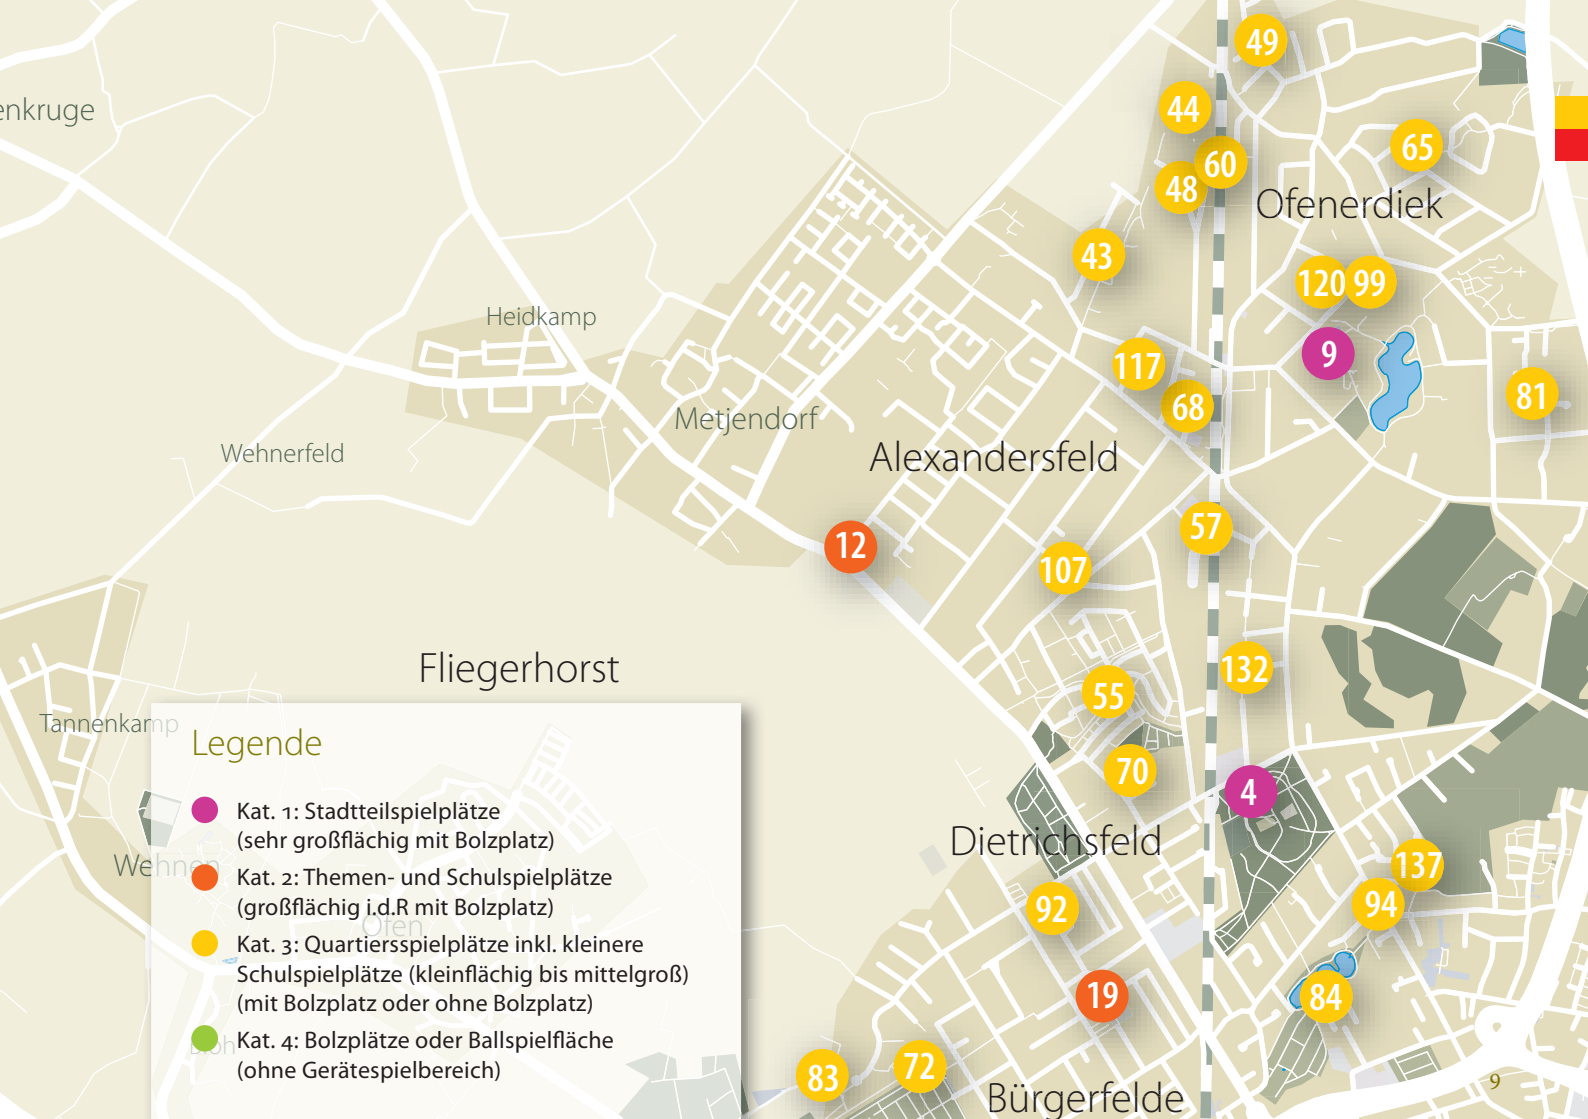 enkruge
49
44
65
60
48
Ofenerdiek
43
120 99
Heidkamp
9
117
81
68
Metjendorf
Alexandersfeld
Wehnerfeld
57
12
107
Fliegerhorst
132
55
Tannenkamp
70
4
Dietrichsfeld
Wehnen
137
94
92
Ofen
19
84
72
83
Bürgerfelde
9
Legende
Kat. 1: Stadtteilspielplätze
(sehr großflächig mit Bolzplatz)
Kat. 2: Themen- und Schulspielplätze
(großflächig i.d.R mit Bolzplatz)
Kat. 3: Quartiersspielplätze inkl. kleinere
Schulspielplätze (kleinflächig bis mittelgroß)
(mit Bolzplatz oder ohne Bolzplatz)
Kat. 4: Bolzplätze oder Ballspielfläche
(ohne Gerätespielbereich)